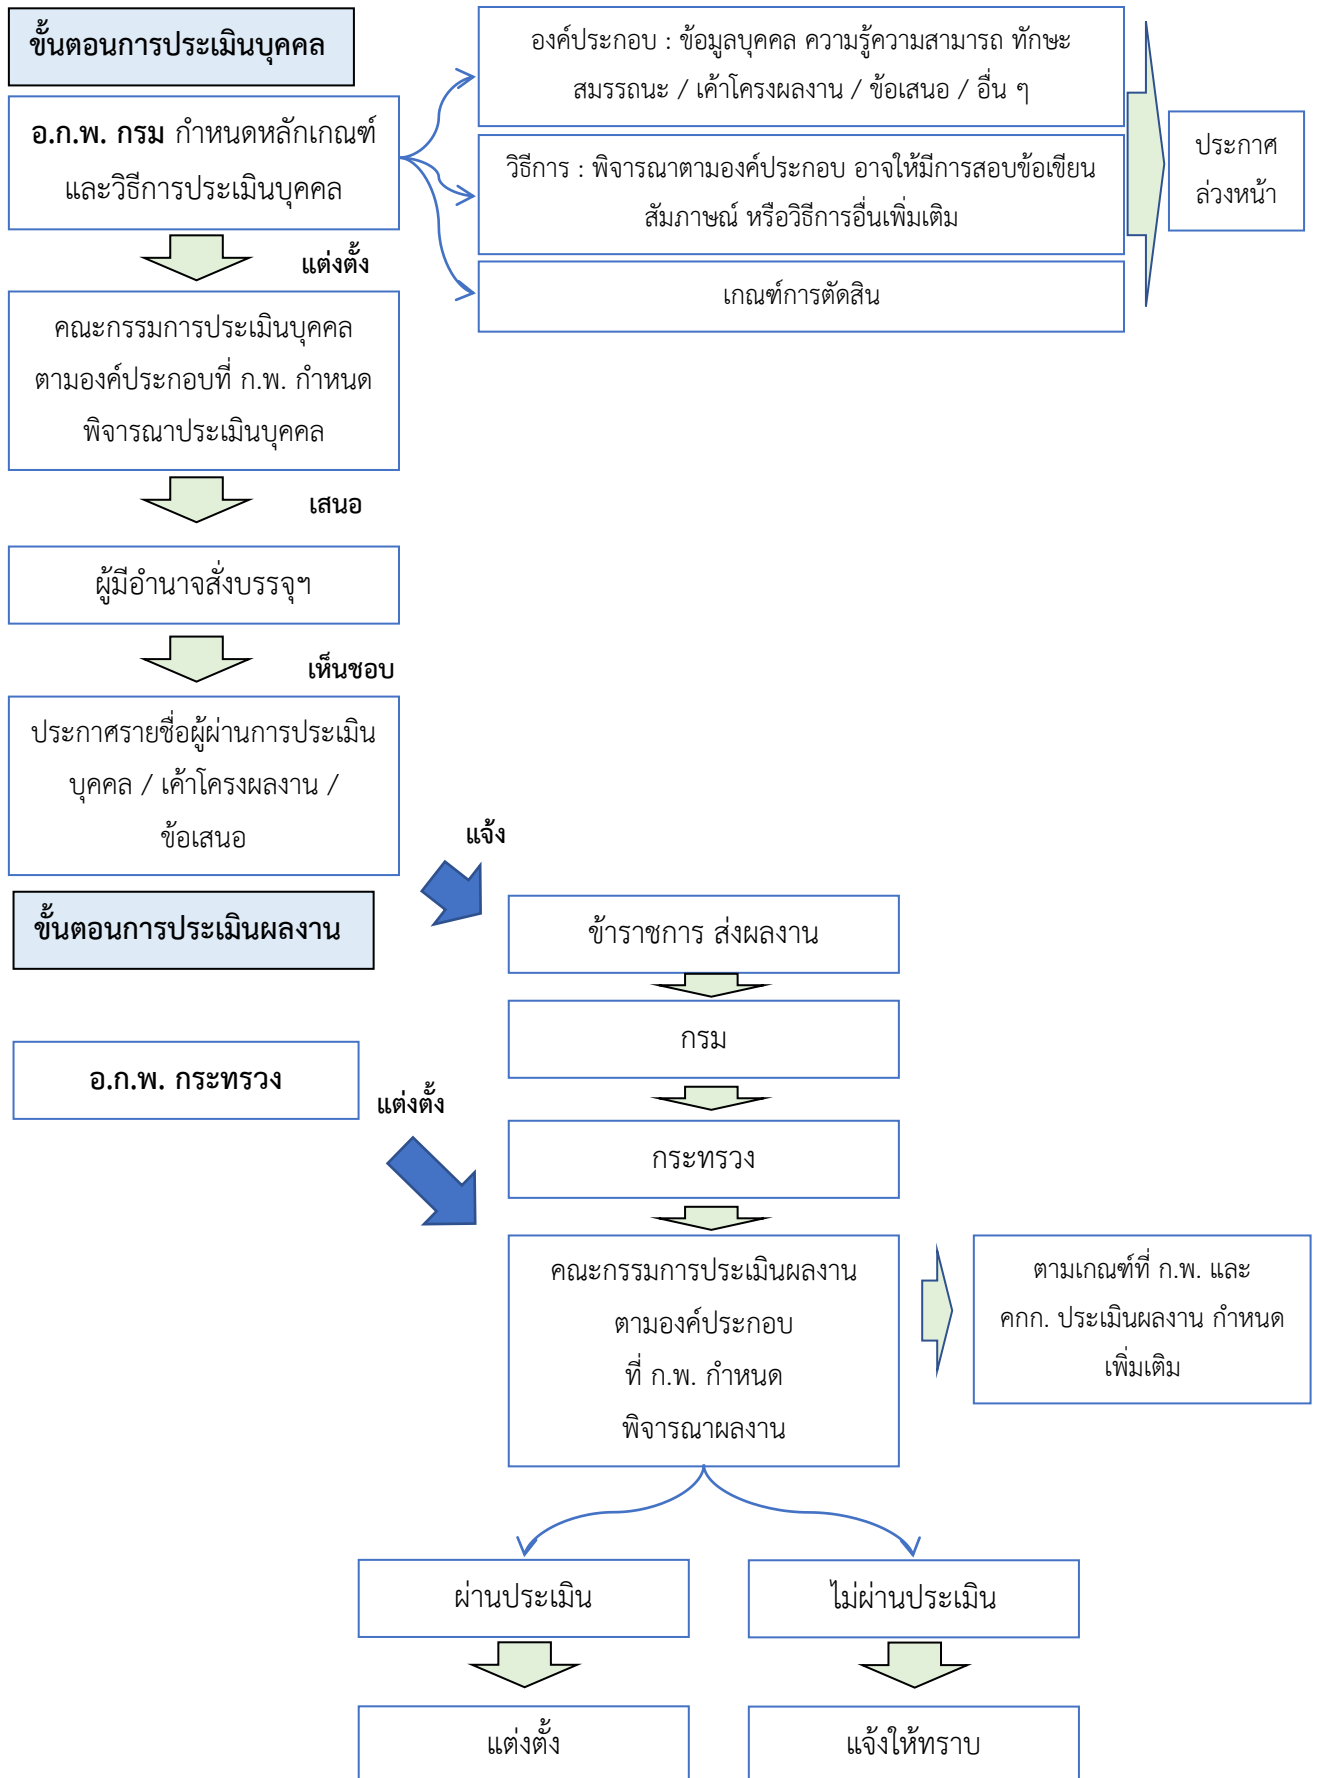 ขั้นตอนการประเมินบุคคล
อ.ก.พ. กรม กำหนดหลักเกณฑ์
และวิธีการประเมินบุคคล
องค์ประกอบ : ข้อมูลบุคคล ความรู้ความสามารถ ทักษะ
สมรรถนะ / เค้าโครงผลงาน / ข้อเสนอ / อื่น ๆ
วิธีการ : พิจารณาตามองค์ประกอบ อาจให้มีการสอบข้อเขียน
สัมภาษณ์ หรือวิธีการอื่นเพิ่มเติม
เกณฑ์การตัดสิน
ประกาศ
ล่วงหน้า
แต่งตั้ง
คณะกรรมการประเมินบุคคล
ตามองค์ประกอบที่ ก.พ. กำหนด
พิจารณาประเมินบุคคล
เสนอ
ผู้มีอำนาจสั่งบรรจุฯ
เห็นชอบ
ประกาศรายชื่อผู้ผ่านการประเมิน
บุคคล / เค้าโครงผลงาน /
ข้อเสนอ
แจ้ง
ขั้นตอนการประเมินผลงาน
ข้าราชการ ส่งผลงาน
กรม
อ.ก.พ. กระทรวง
แต่งตั้ง
กระทรวง
คณะกรรมการประเมินผลงาน
ตามองค์ประกอบ
ที่ ก.พ. กำหนด
พิจารณาผลงาน
ตามเกณฑ์ที่ ก.พ. และ
คกก. ประเมินผลงาน กำหนด
เพิ่มเติม
ผ่านประเมิน
ไม่ผ่านประเมิน
แต่งตั้ง
แจ้งให้ทราบ